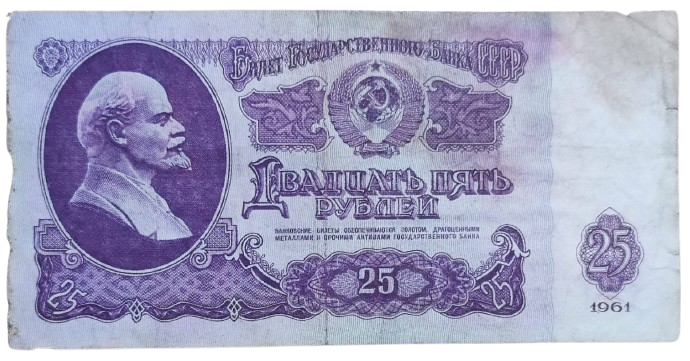 Билет Государственного Банка СССР
Двадцать пять
рублей
БАНКОВСКИЕ БИЛЕТЫ ОБЕСПЕЧИВАЮТСЯ ЗОЛОТОМ, ДРАГОЦЕННЫМИ
МЕТАЛЛАМИ И ПРОЧИМИ АКТИВАМИ ГОСУДАРСТВЕННОГО БАНКА
25
25
25
25
1961